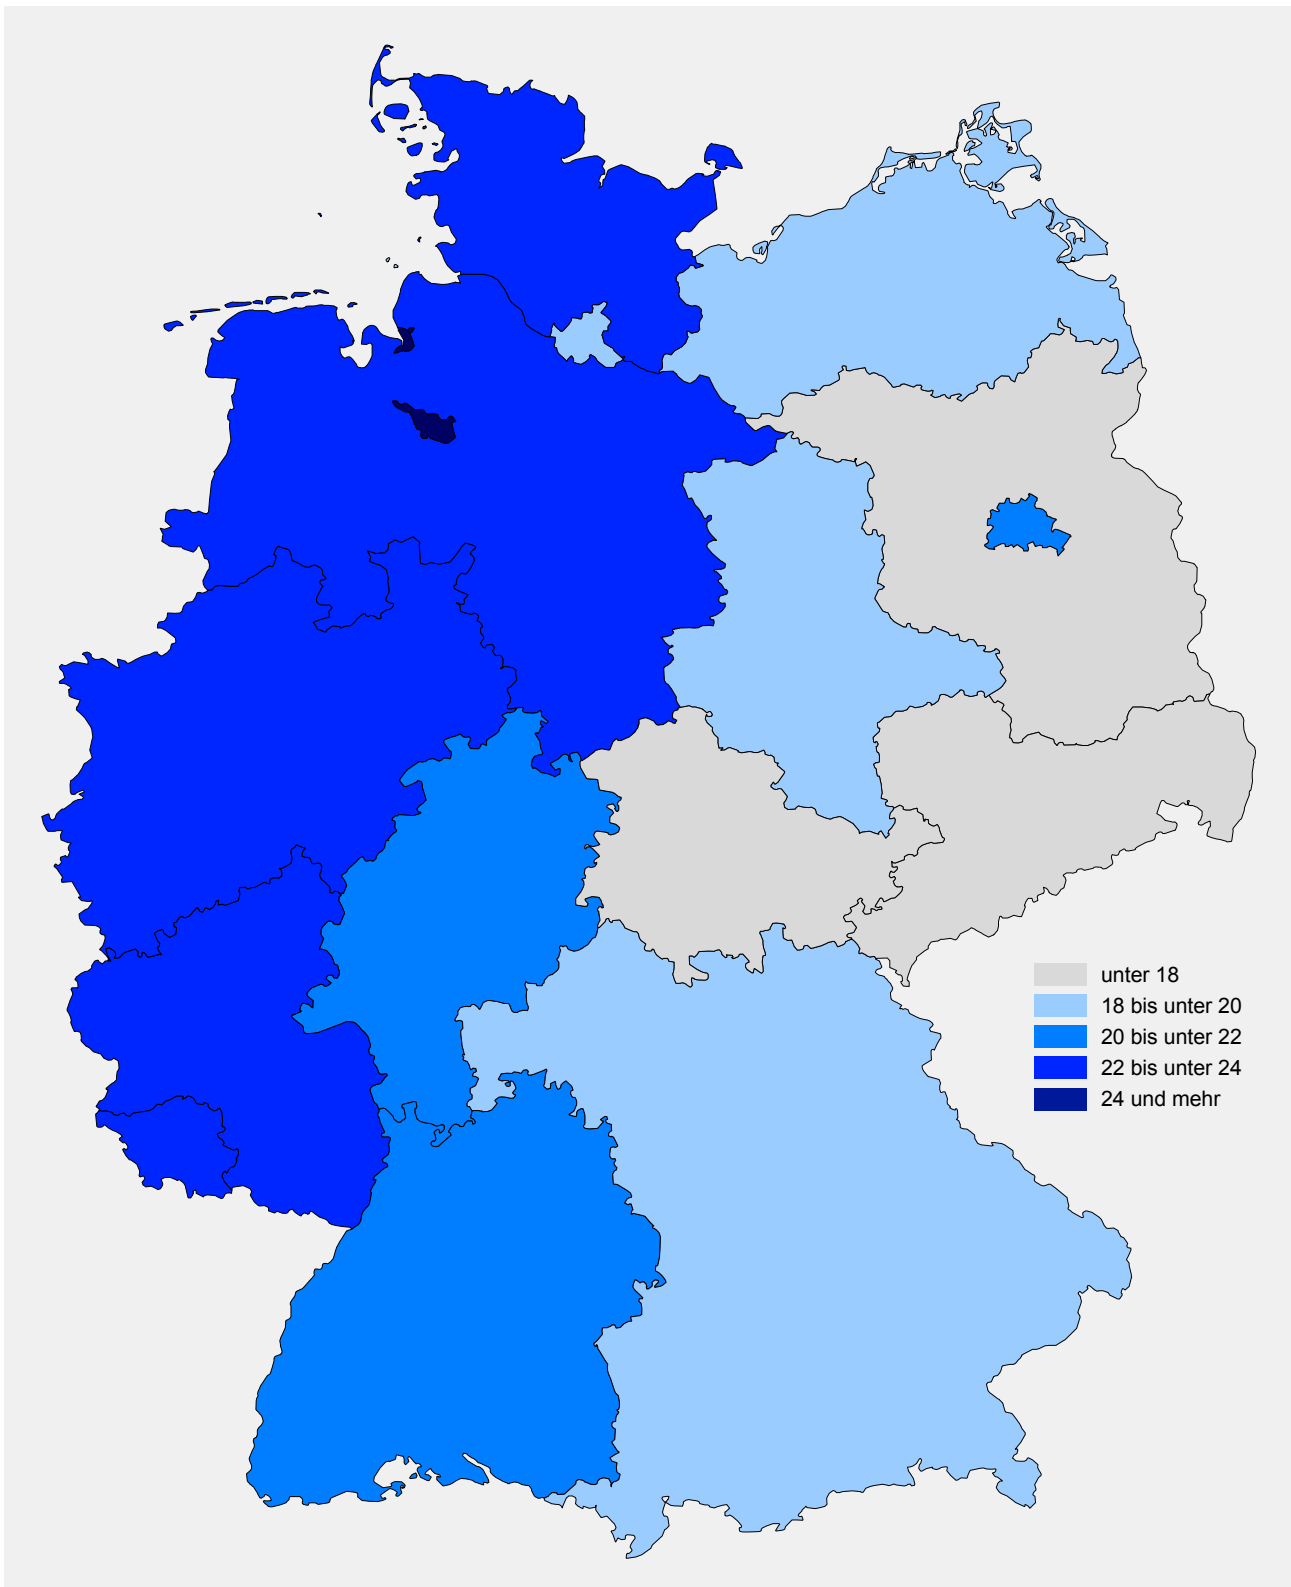 unter 18
18 bis unter 20
20 bis unter 22
22 bis unter 24
24 und mehr